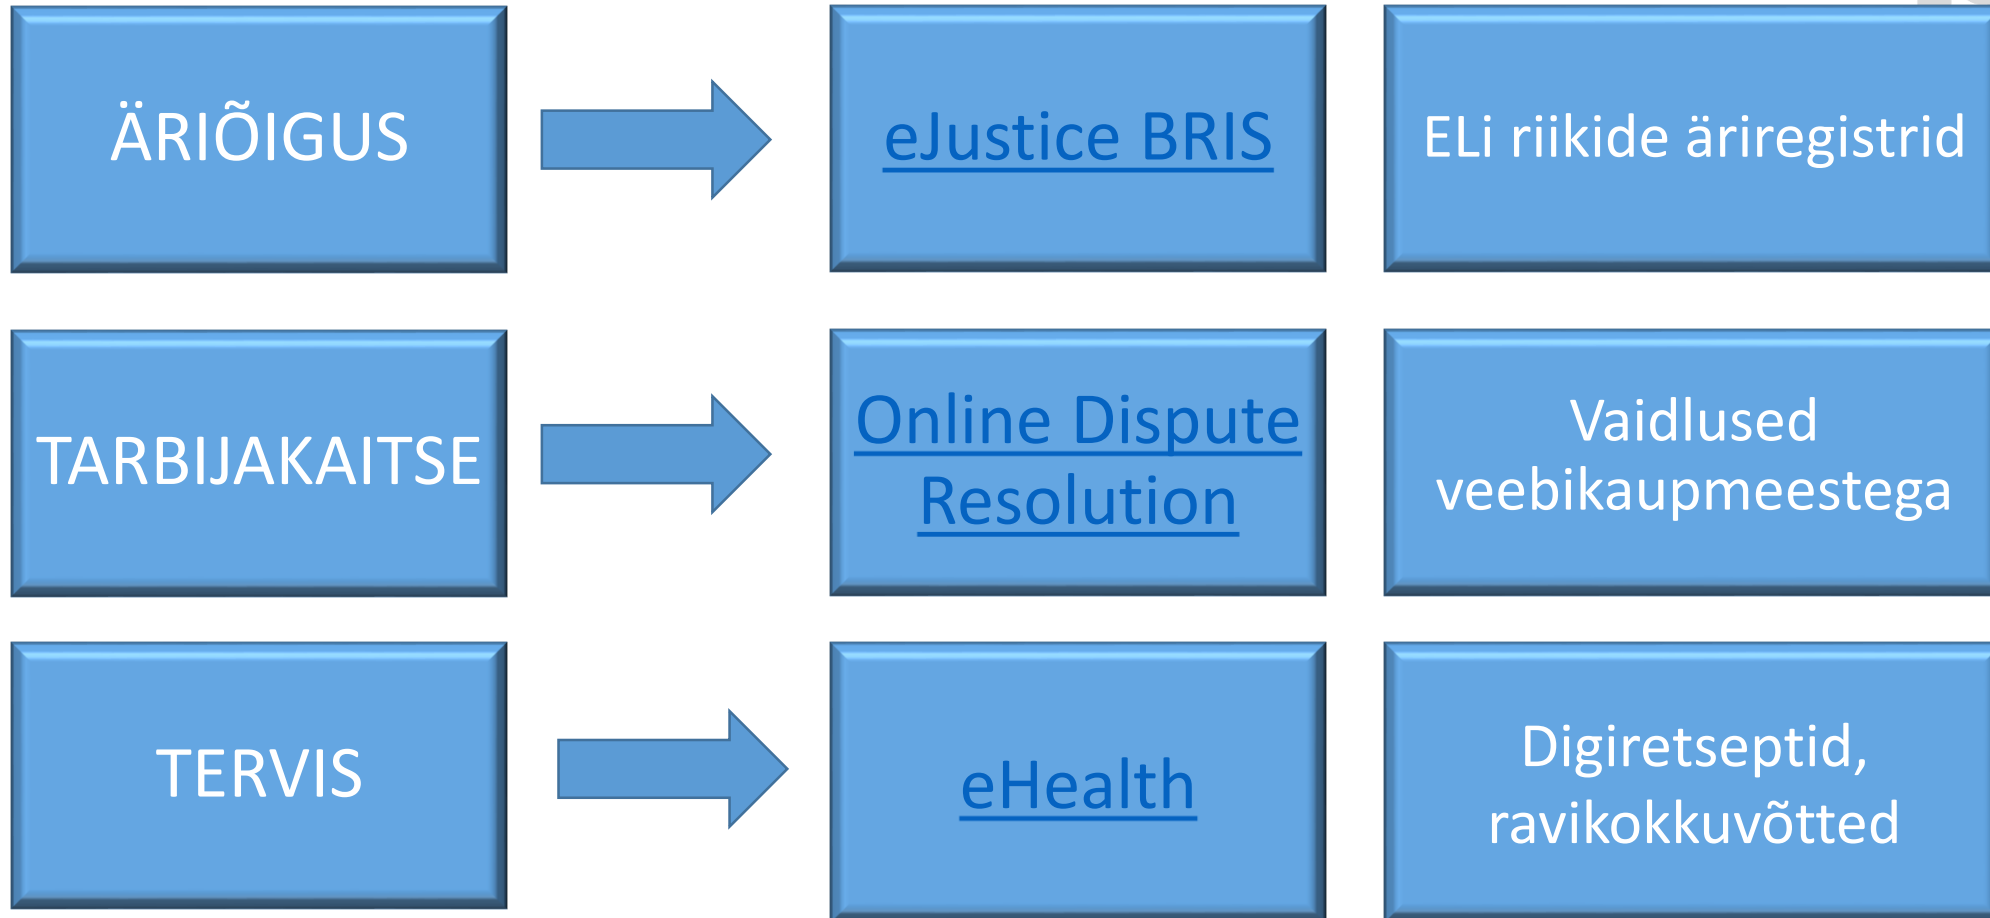 ÄRIÕIGUS
eJustice BRIS
ELi riikide äriregistrid
TARBIJAKAITSE
Online Dispute
Resolution
Vaidlused
veebikaupmeestega
TERVIS
eHealth
Digiretseptid,
ravikokkuvõtted